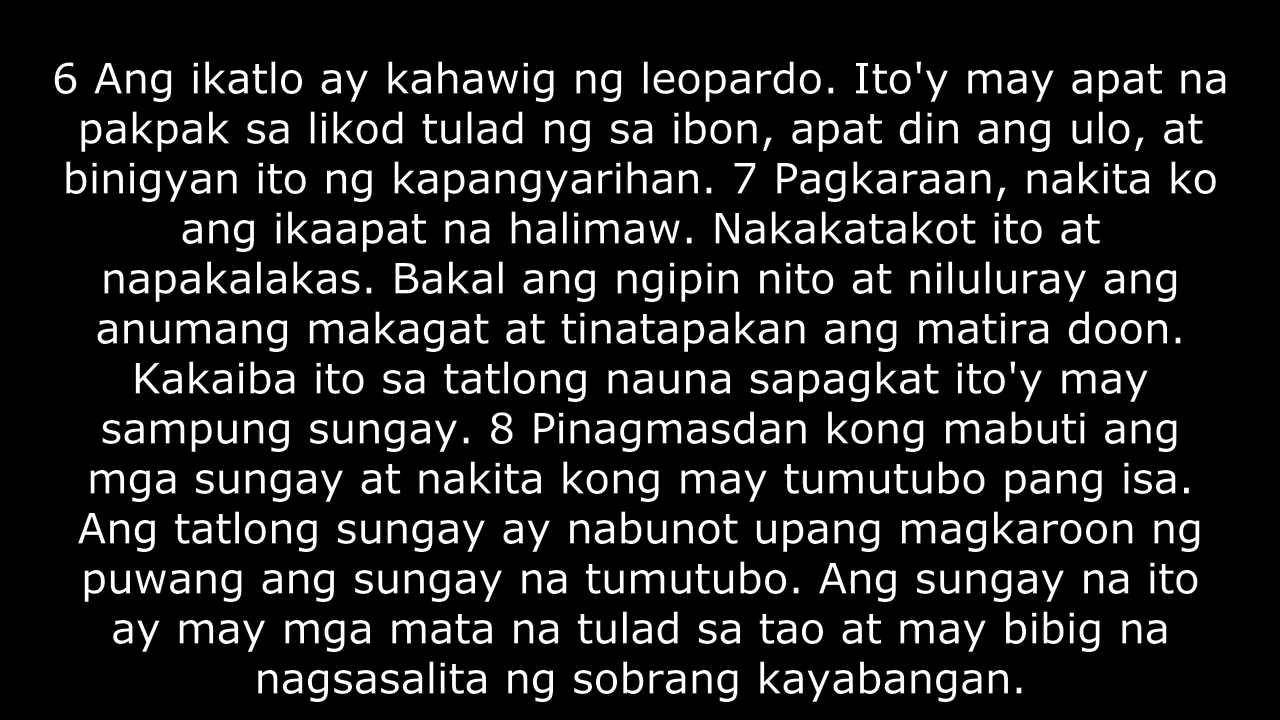 6 Ang ikatlo ay kahawig ng leopardo. Ito'y may apat na
pakpak sa likod tulad ng sa ibon, apat din ang ulo, at
binigyan ito ng kapangyarihan. 7 Pagkaraan, nakita ko
ang ikaapat na halimaw. Nakakatakot ito at
napakalakas. Bakal ang ngipin nito at niluluray ang
anumang makagat at tinatapakan ang matira doon.
Kakaiba ito sa tatlong nauna sapagkat ito'y may
sampung sungay. 8 Pinagmasdan kong mabuti ang
mga sungay at nakita kong may tumutubo pang isa.
Ang tatlong sungay ay nabunot upang magkaroon ng
puwang ang sungay na tumutubo. Ang sungay na ito
ay may mga mata na tulad sa tao at may bibig na
nagsasalita ng sobrang kayabangan.